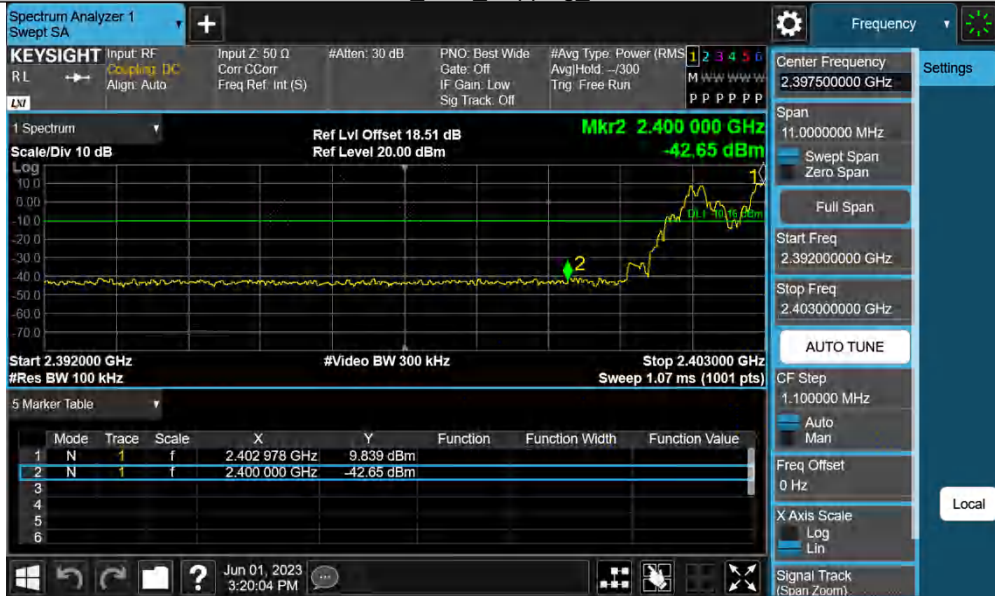 Spectrum Analyzer 1
Swept SA
+
Frequency
KEYSIGHT
RL
LXI
Input: RF
Coupling: DC
Align: Auto
Input Z: 50 Ω
Corr CCorr
Freq Ref: Int (S)
#Atten: 30 dB
PNO: Best Wide
Gate: Off
IF Gain: Low
Sig Track: Off
#Avg Type: Power (RMS
Avg|Hold: --/300
Trig: Free Run
1 2 3 4 5 6
M W W W W W
P P P P P P
1 Spectrum
Scale/Div 10 dB
Ref Lvl Offset 18.51 dB
Ref Level 20.00 dBm
Mkr2 2.400 000 GHz
-42.65 dBm
Log
10.0
0.00
-10.0
-20.0
-30.0
-40.0
-50.0
-60.0
-70.0
1
2
DL1 -10.16 dBm
Start 2.392000 GHz
#Res BW 100 kHz
#Video BW 300 kHz
Stop 2.403000 GHz
Sweep 1.07 ms (1001 pts)
5 Marker Table
Mode Trace Scale X Y Function Function Width Function Value
1 N 1 f 2.402 978 GHz 9.839 dBm
2 N 1 f 2.400 000 GHz -42.65 dBm
3
4
5
6
Center Frequency
2.397500000 GHz
Span
11.0000000 MHz
Swept Span
Zero Span
Full Span
Start Freq
2.392000000 GHz
Stop Freq
2.403000000 GHz
AUTO TUNE
CF Step
1.100000 MHz
Auto
Man
Freq Offset
0 Hz
X Axis Scale
Log
Lin
Signal Track
(Span Zoom)
Settings
Local
?
Jun 01, 2023
3:20:04 PM